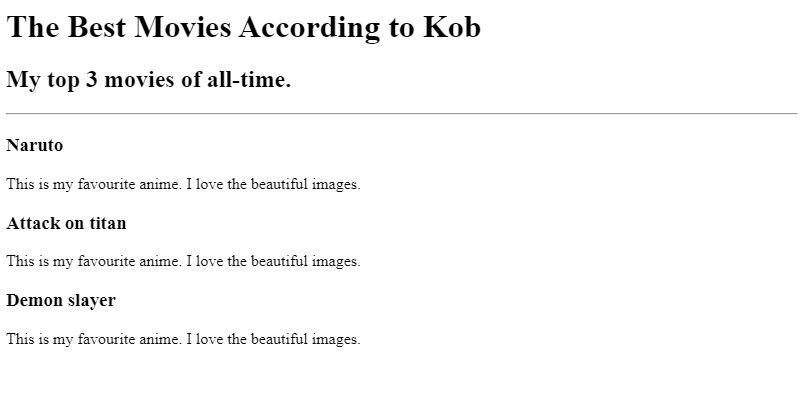 The Best Movies According to Kob
My top 3 movies of all-time.
Naruto
This is my favourite anime. I love the beautiful images.
Attack on titan
This is my favourite anime. I love the beautiful images.
Demon slayer
This is my favourite anime. I love the beautiful images.